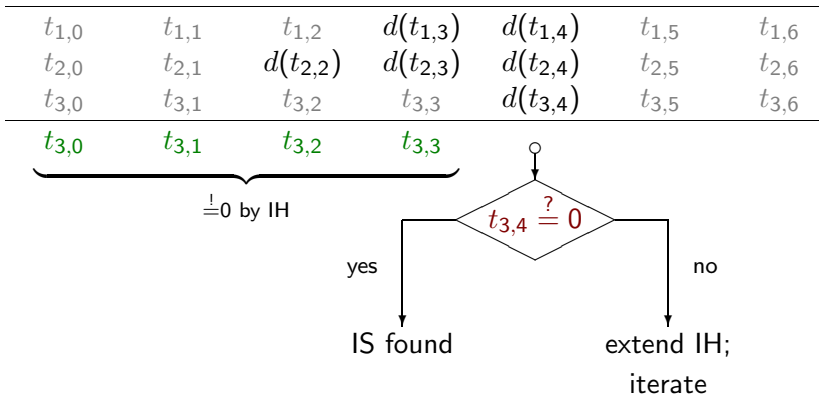 t1,0 t1,1 t1,2 d(t1,3) d(t1,4) t1,5 t1,6
t2,0 t2,1 d(t2,2) d(t2,3) d(t2,4) t2,5 t2,6
t3,0 t3,1 t3,2 t3,3 d(t3,4) t3,5 t3,6
t3,0 t3,1 t3,2 t3,3
!
=0 by IH
?
t3,4 = 0
yes no
IS found extend IH;
iterate